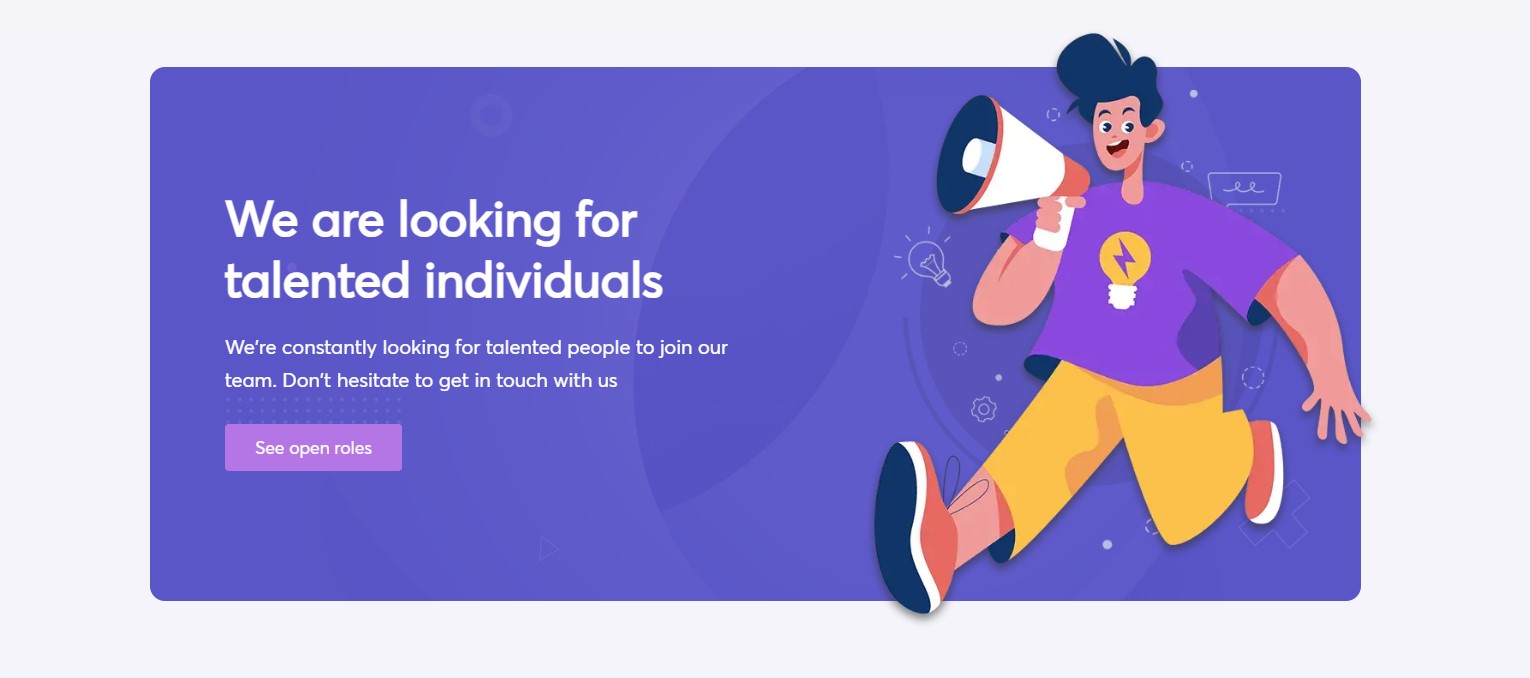 We are looking for
talented individuals
We're constantly looking for talented people to join our
team. Don't hesitate to get in touch with us
See open roles